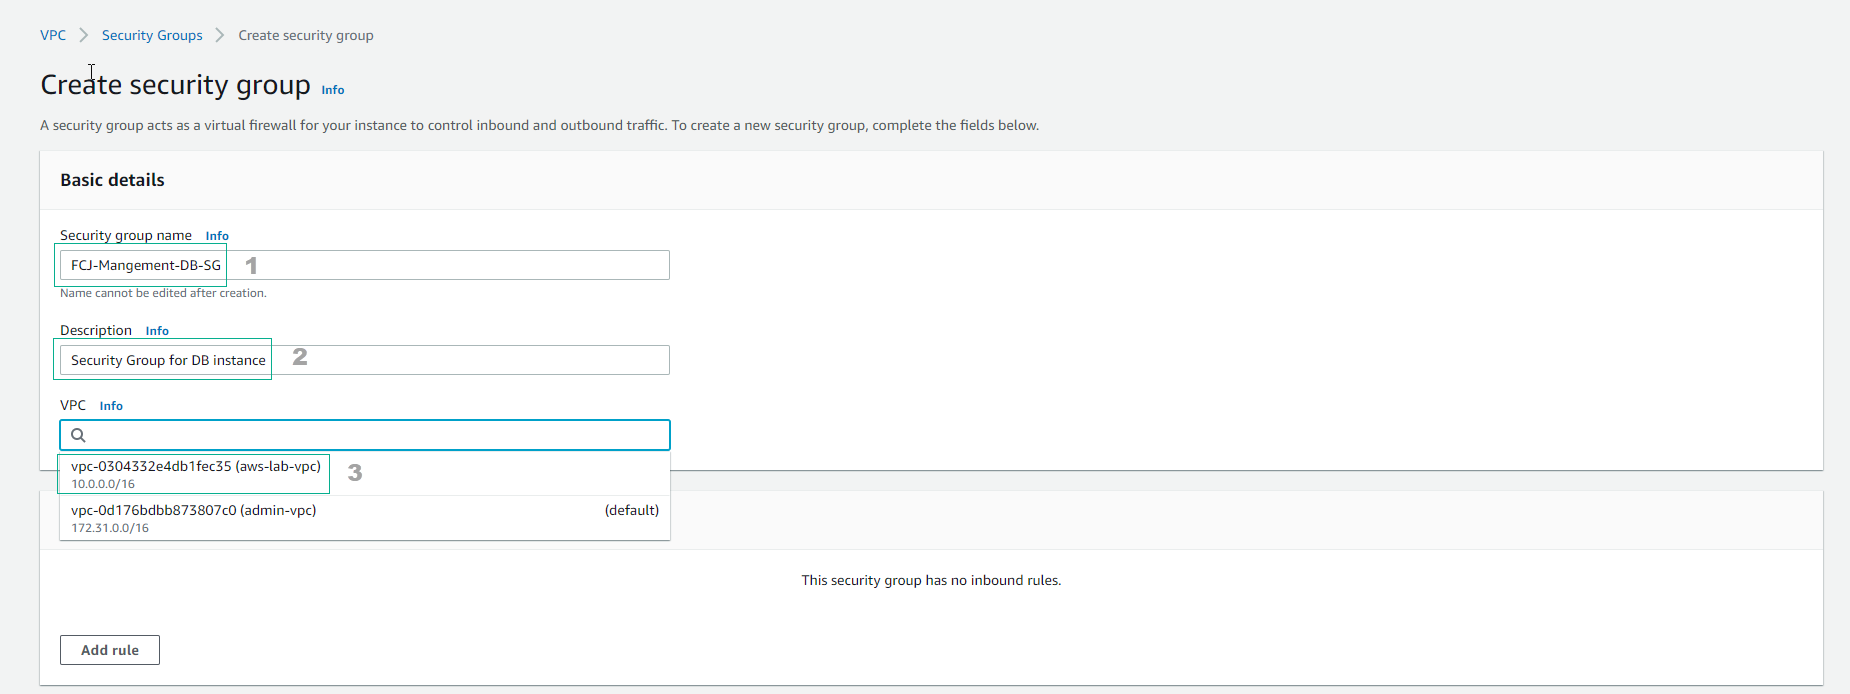 VPC > Security Groups > Create security group
Create security group Info
A security group acts as a virtual firewall for your instance to control inbound and outbound traffic. To create a new security group, complete the fields below.
Basic details
Security group name Info
FCJ-Mangement-DB-SG 1
Name cannot be edited after creation.
Description Info
Security Group for DB instance 2
VPC Info
vpc-0304332e4db1fec35 (aws-lab-vpc) 3
10.0.0.0/16
vpc-0d176bdbb873807c0 (admin-vpc) (default)
172.31.0.0/16
This security group has no inbound rules.
Add rule